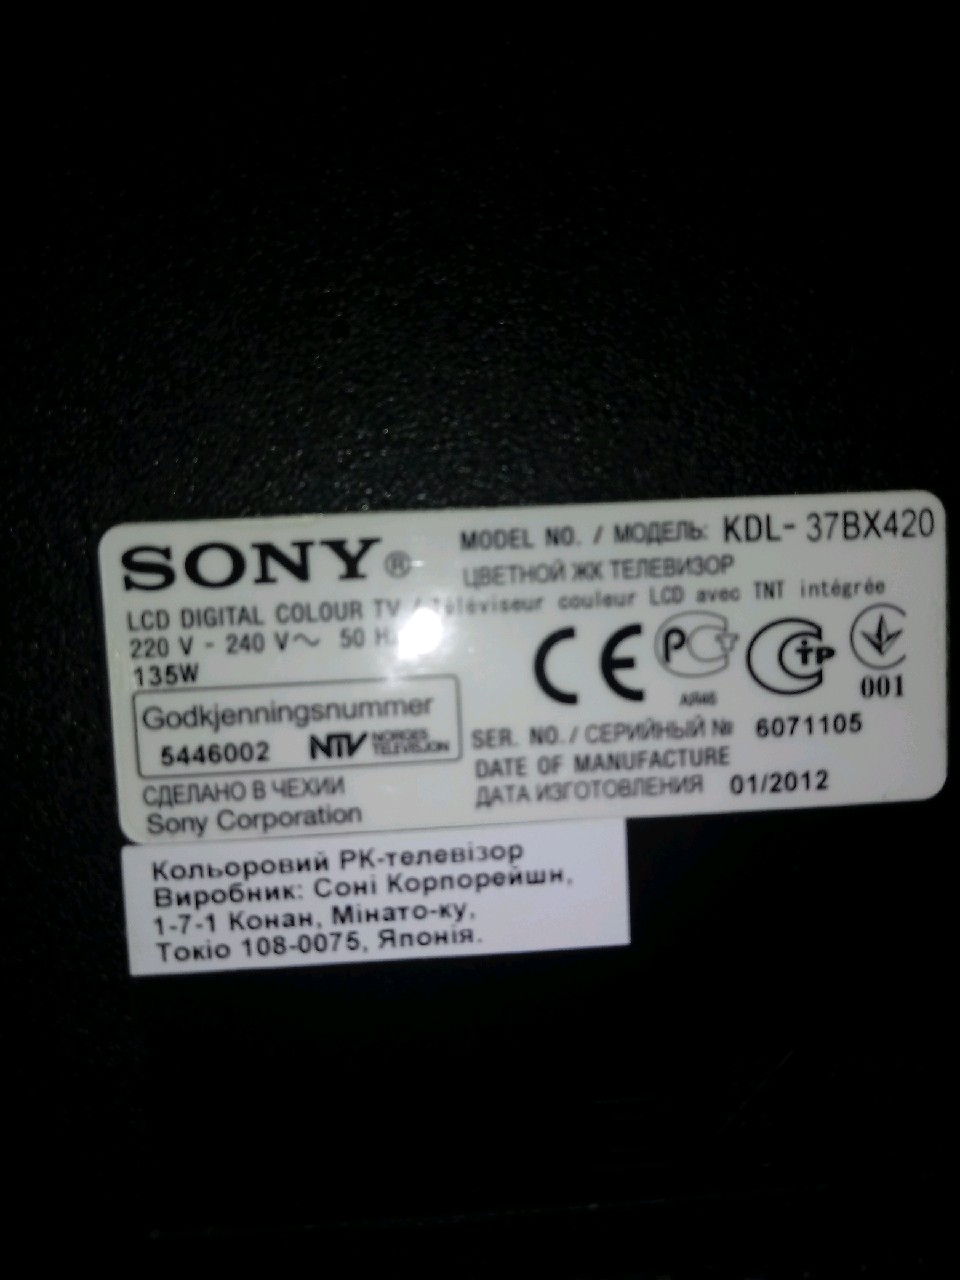 SONY®
MODEL NO. / МОДЕЛЬ: KDL- 37BX420
ЦВЕТНОЙ ЖК ТЕЛЕВИЗОР
LCD DIGITAL COLOUR TV / Téléviseur couleur LCD avec TNT intégrée
220 V - 240 V~ 50 H
135W
CE
PCT
СТР
001
Godkjenningsnummer
5446002 NTV NORGES TELEVISJON
SER. NO. / СЕРИЙНЫЙ № 6071105
DATE OF MANUFACTURE
ДАТА ИЗГОТОВЛЕНИЯ 01/2012
СДЕЛАНО В ЧЕХИИ
Sony Corporation
Кольоровий РК-телевізор
Виробник: Соні Корпорейшн,
1-7-1 Конан, Мінато-ку,
Токіо 108-0075, Японія.